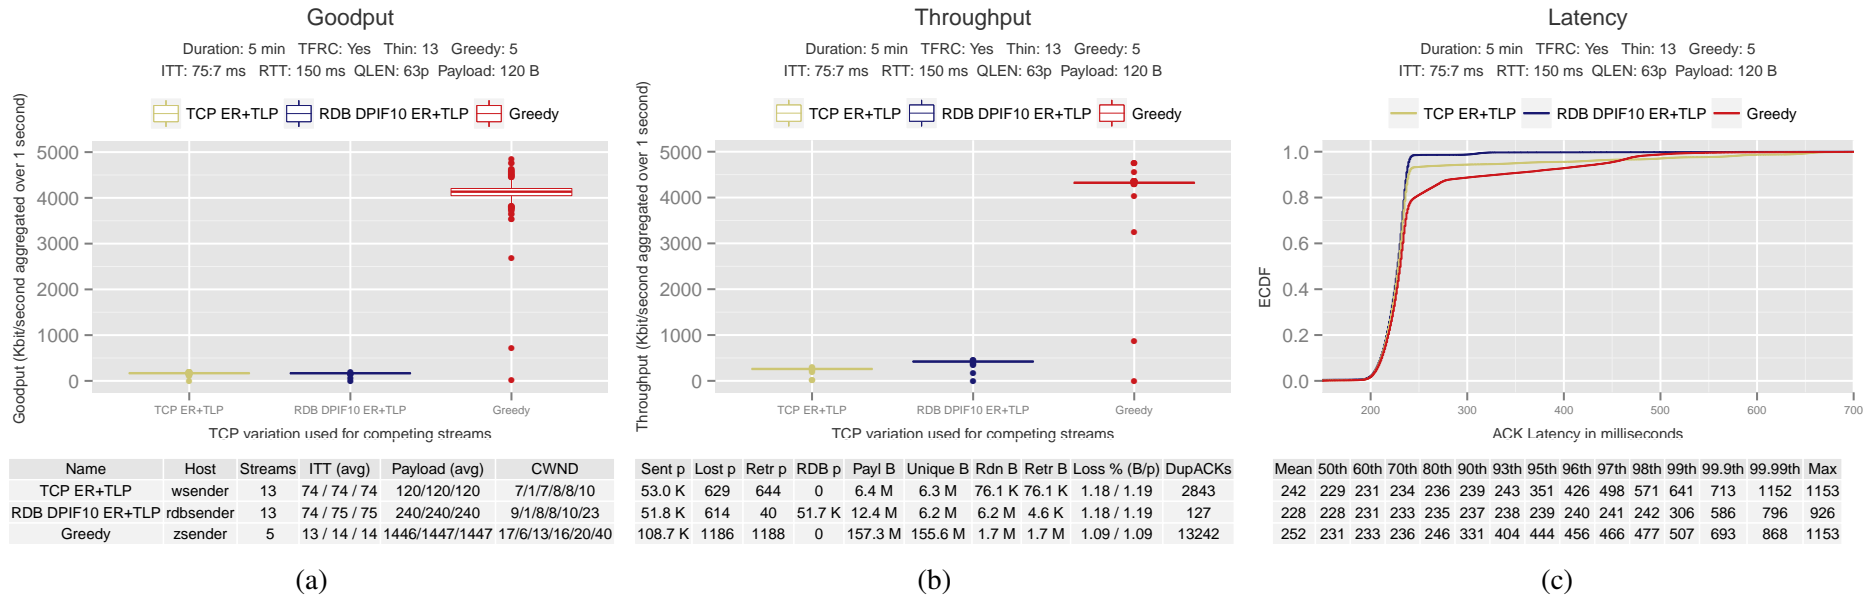 Goodput
Duration: 5 min TFRC: Yes Thin: 13 Greedy: 5
ITT: 75:7 ms RTT: 150 ms QLEN: 63p Payload: 120 B
TCP ER+TLP RDB DPIF10 ER+TLP Greedy
Goodput (Kbit/second aggregated over 1 second)
5000
4000
3000
2000
1000
0
TCP ER+TLP RDB DPIF10 ER+TLP Greedy
TCP variation used for competing streams
Name Host Streams ITT (avg) Payload (avg) CWND
TCP ER+TLP wsender 13 74 / 74 / 74 120/120/120 7/1/7/8/8/10
RDB DPIF10 ER+TLP rdbsender 13 74 / 75 / 75 240/240/240 9/1/8/8/10/23
Greedy zsender 5 13 / 14 / 14 1446/1447/1447 17/6/13/16/20/40
(a)
Throughput
Duration: 5 min TFRC: Yes Thin: 13 Greedy: 5
ITT: 75:7 ms RTT: 150 ms QLEN: 63p Payload: 120 B
TCP ER+TLP RDB DPIF10 ER+TLP Greedy
Throughput (Kbit/second aggregated over 1 second)
5000
4000
3000
2000
1000
0
TCP ER+TLP RDB DPIF10 ER+TLP Greedy
TCP variation used for competing streams
Sent p Lost p Retr p RDB p Payl B Unique B Rdn B Retr B Loss % (B/p) DupACKs
53.0 K 629 644 0 6.4 M 6.3 M 76.1 K 76.1 K 1.18 / 1.19 2843
51.8 K 614 40 51.7 K 12.4 M 6.2 M 6.2 M 4.6 K 1.18 / 1.19 127
108.7 K 1186 1188 0 157.3 M 155.6 M 1.7 M 1.7 M 1.09 / 1.09 13242
(b)
Latency
Duration: 5 min TFRC: Yes Thin: 13 Greedy: 5
ITT: 75:7 ms RTT: 150 ms QLEN: 63p Payload: 120 B
TCP ER+TLP RDB DPIF10 ER+TLP Greedy
ECDF
1.0
0.8
0.6
0.4
0.2
0.0
200 300 400 500 600 700
ACK Latency in milliseconds
Mean 50th 60th 70th 80th 90th 93th 95th 96th 97th 98th 99th 99.9th 99.99th Max
242 229 231 234 236 239 243 351 426 498 571 641 713 1152 1153
228 228 231 233 235 237 238 239 240 241 242 306 586 796 926
252 231 233 236 246 331 404 444 456 466 477 507 693 868 1153
(c)